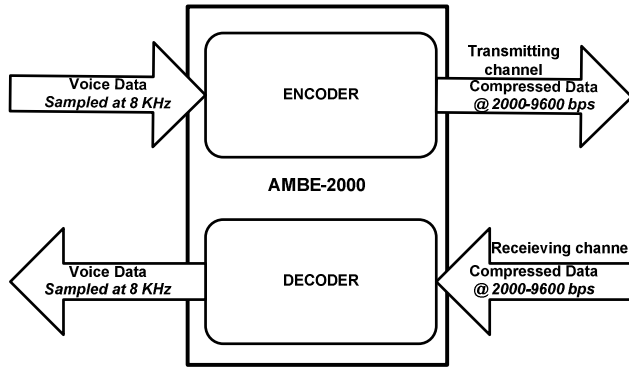 Voice Data
Sampled at 8 KHz
ENCODER
Transmitting
channel
Compressed Data
@ 2000-9600 bps
AMBE-2000
Voice Data
Sampled at 8 KHz
DECODER
Receieving channel
Compressed Data
@ 2000-9600 bps